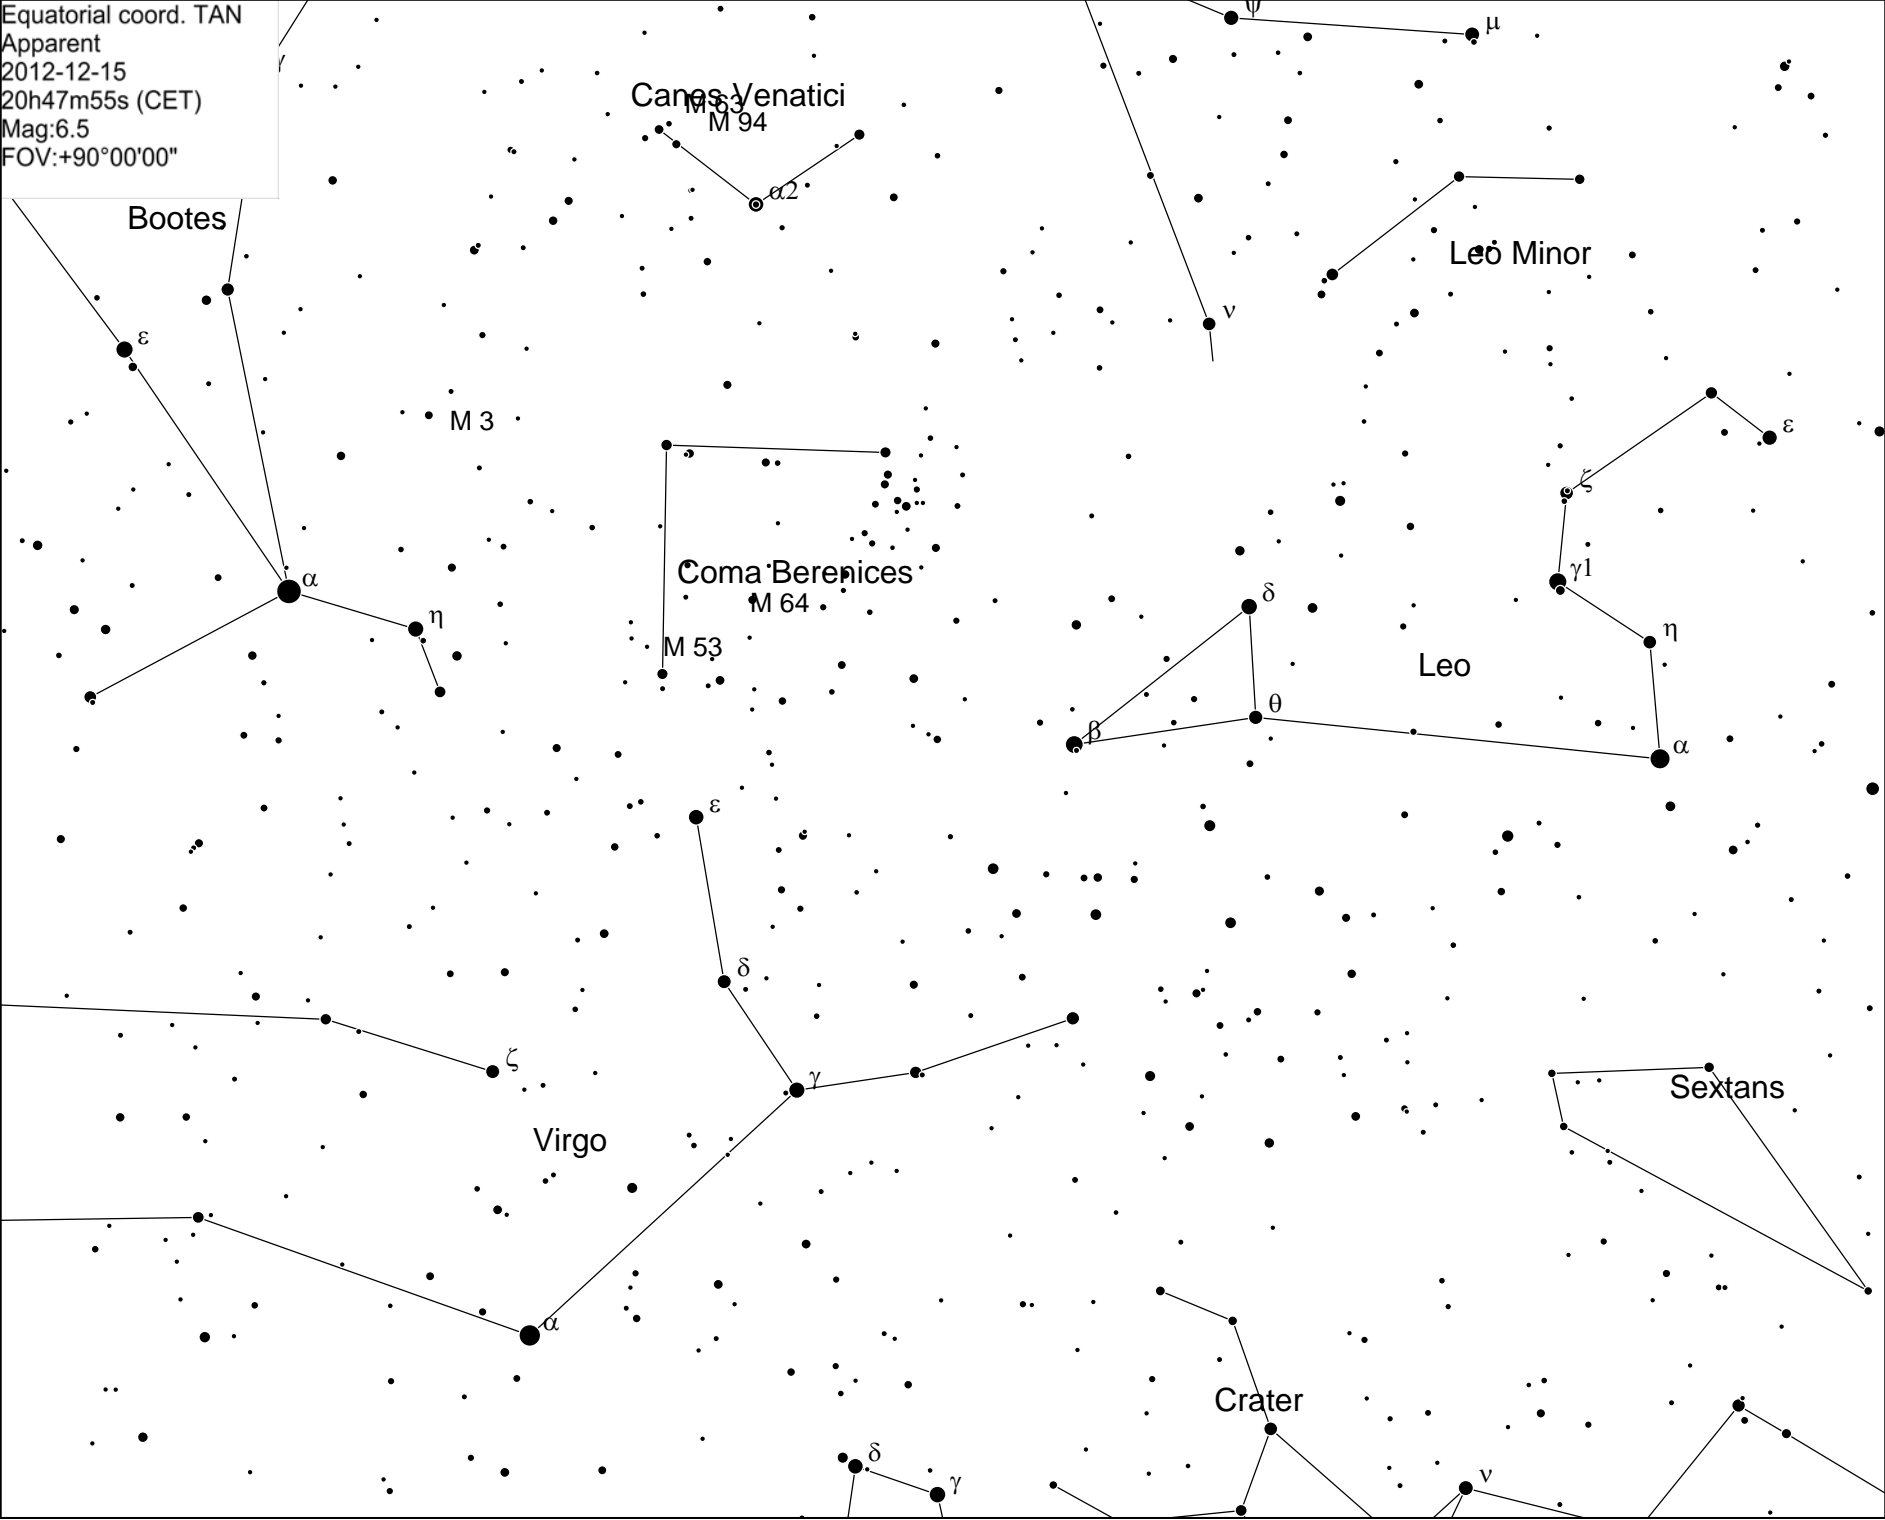 Equatorial coord. TAN
Apparent
2012-12-15
20h47m55s (CET)
Mag:6.5
FOV:+90°00'00"
γ
ψ
μ
Canes Venatici
M 63
M 94
α2
Bootes
Leo Minor
ν
ε
M 3
ε
ζ
Coma Berenices
γ1
α
M 64
δ
η
η
M 53
Leo
θ
β
α
ε
δ
ζ
γ
Sextans
Virgo
α
Crater
δ
γ
ν